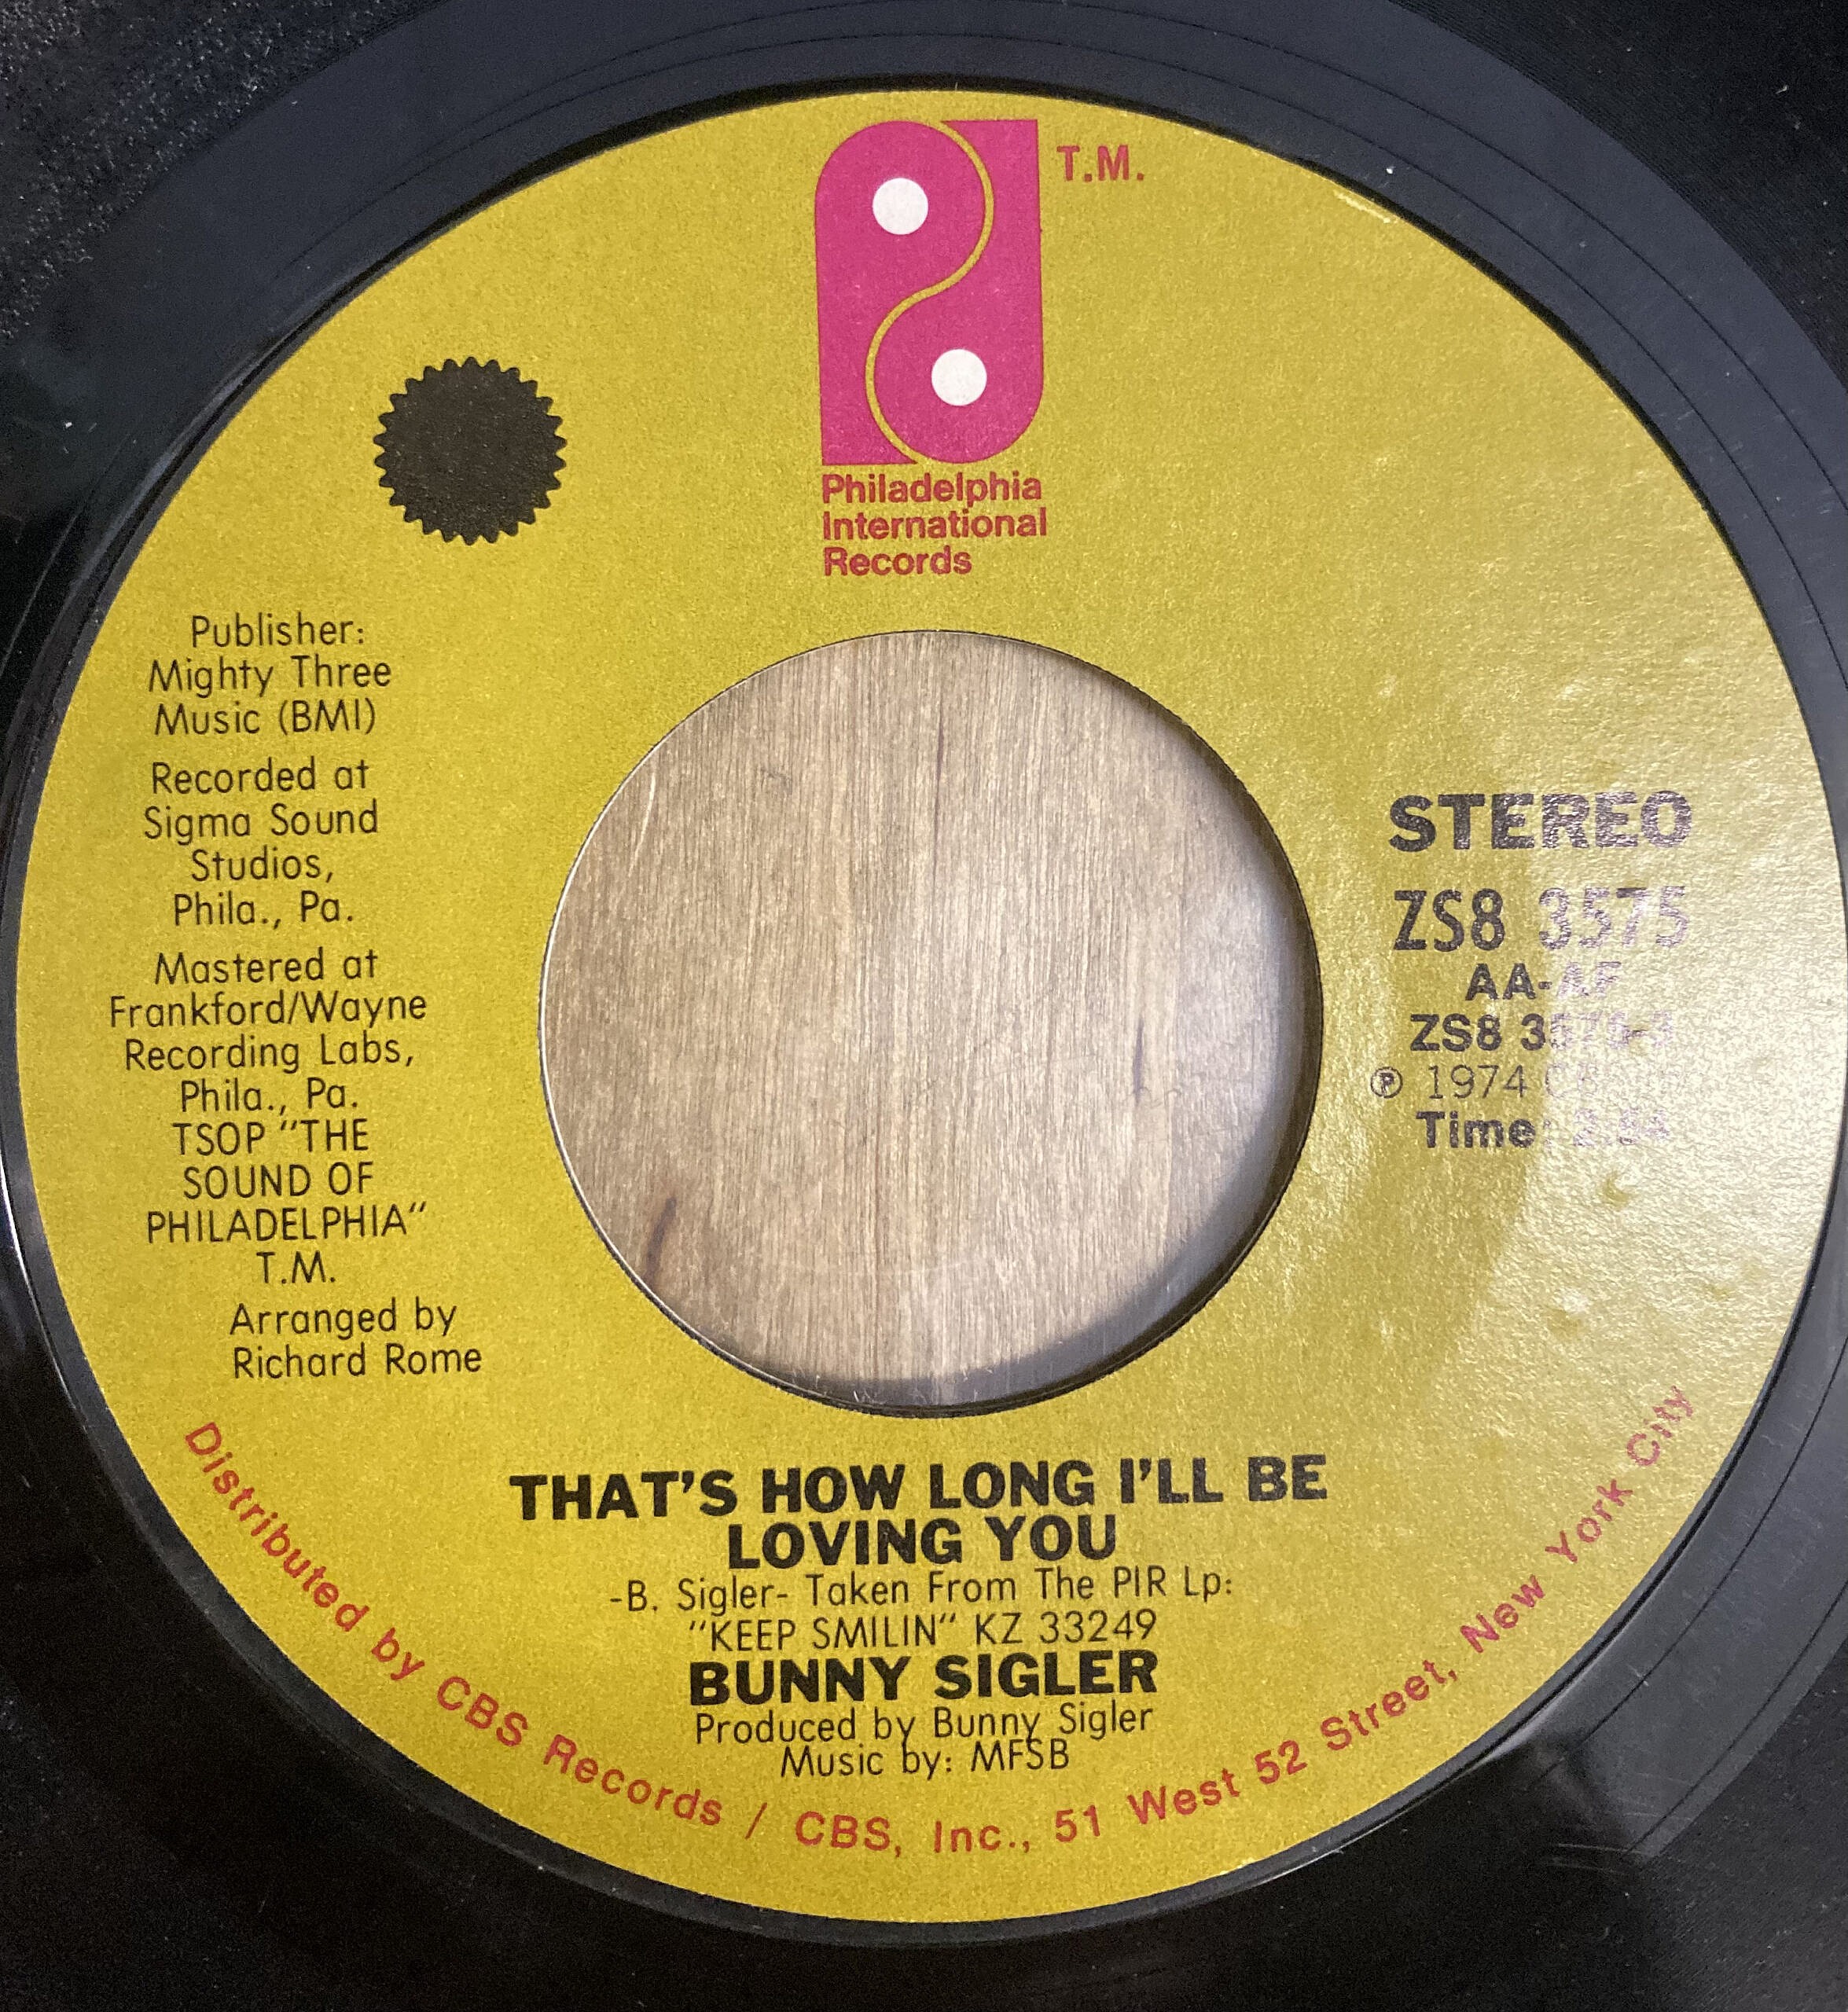 T.M.
Philadelphia
International
Records
Publisher:
Mighty Three
Music (BMI)
Recorded at
Sigma Sound
Studios,
Phila., Pa.
Mastered at
Frankford/Wayne
Recording Labs,
Phila., Pa.
TSOP "THE
SOUND OF
PHILADELPHIA"
T.M.
Arranged by
Richard Rome
STEREO
ZS8 3575
AA-AF
ZS8
℗ 1974
Time:
THAT'S HOW LONG I'LL BE
LOVING YOU
-B. Sigler- Taken From The PIR Lp:
"KEEP SMILIN" KZ 33249
BUNNY SIGLER
Produced by Bunny Sigler
Music by: MFSB
Distributed by CBS Records / CBS, Inc., 51 West 52 Street, New York City